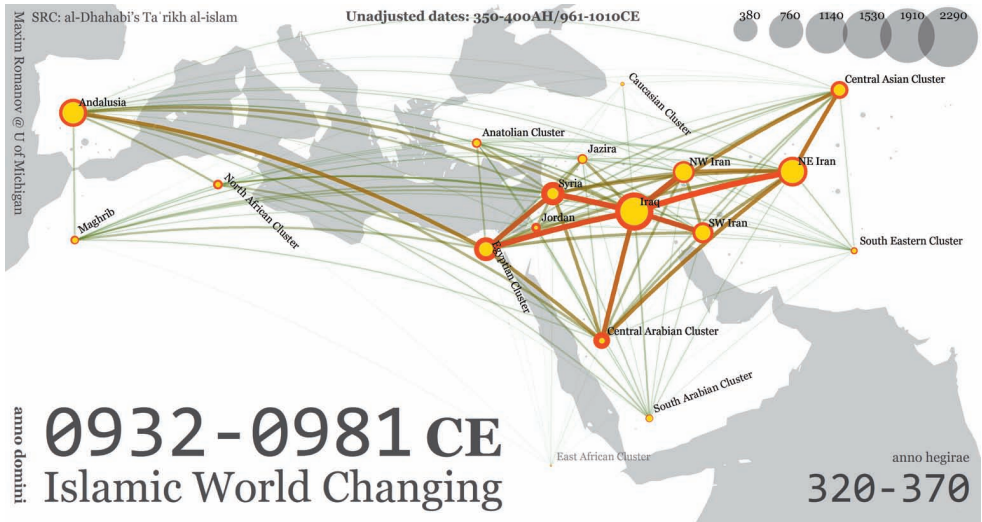 SRC: al-Dhahabi's Taʾrikh al-islam
Unadjusted dates: 350-400AH/961-1010CE
380 760 1140 1530 1910 2290
Maxim Romanov @ U of Michigan
Central Asian Cluster
Caucasian Cluster
Andalusia
Anatolian Cluster
Jazira
NW Iran
NE Iran
North African Cluster
Syria
Iraq
Jordan
SW Iran
Maghrib
Egyptian Cluster
South Eastern Cluster
Central Arabian Cluster
South Arabian Cluster
East African Cluster
anno domini
0932-0981 CE
Islamic World Changing
anno hegirae
320-370